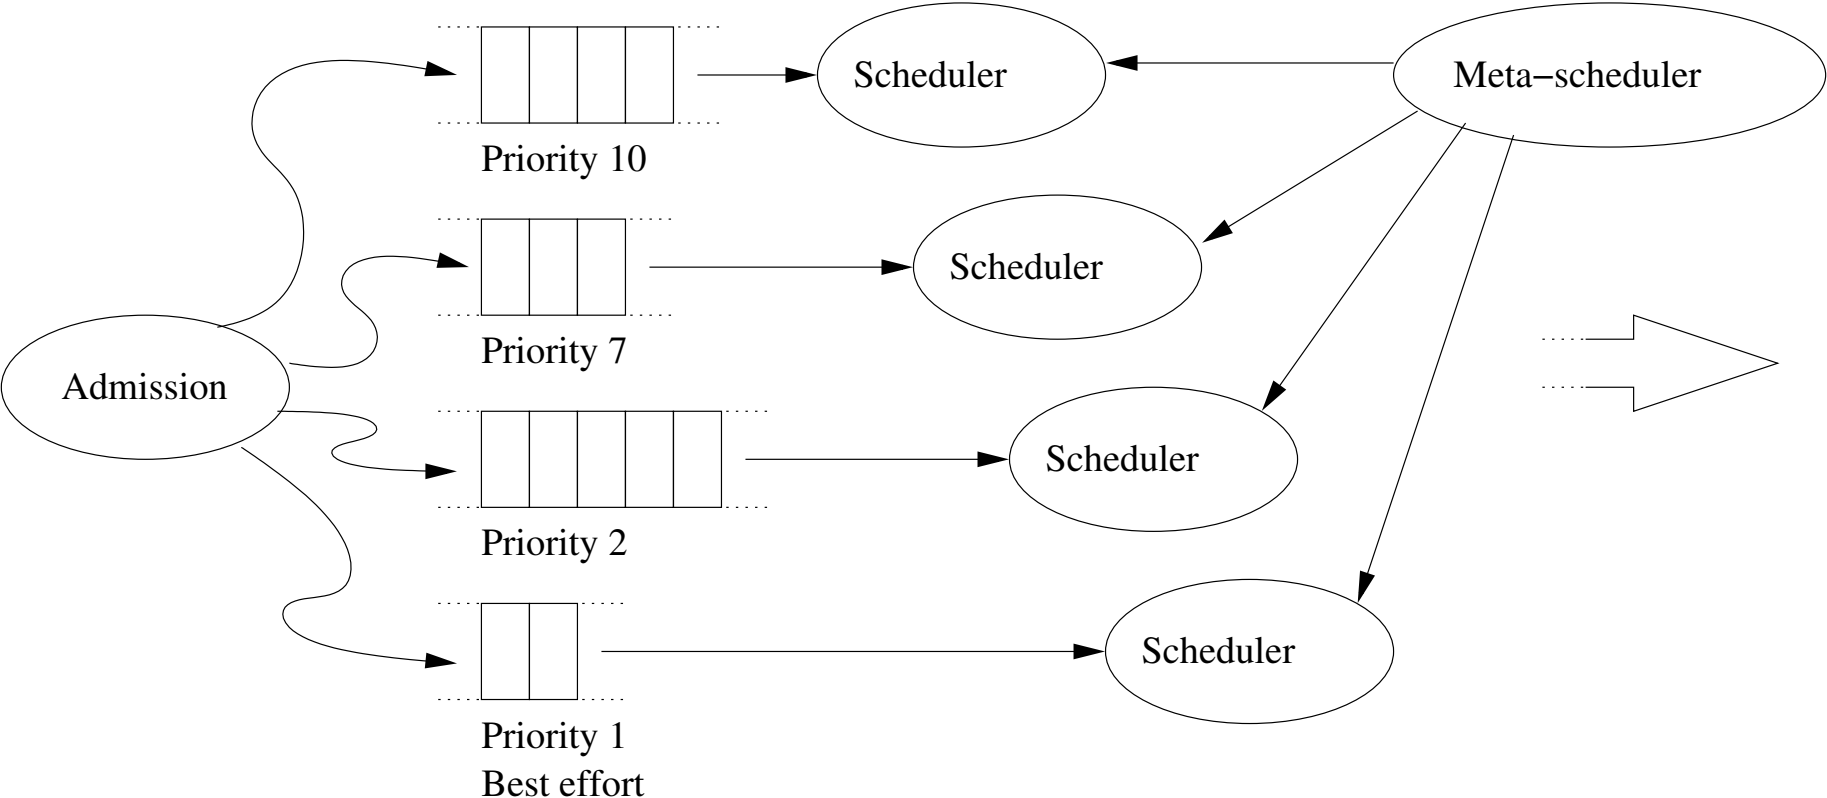 Scheduler
Meta−scheduler
Priority 10
Scheduler
Priority 7
Admission
Scheduler
Priority 2
Scheduler
Priority 1
Best effort